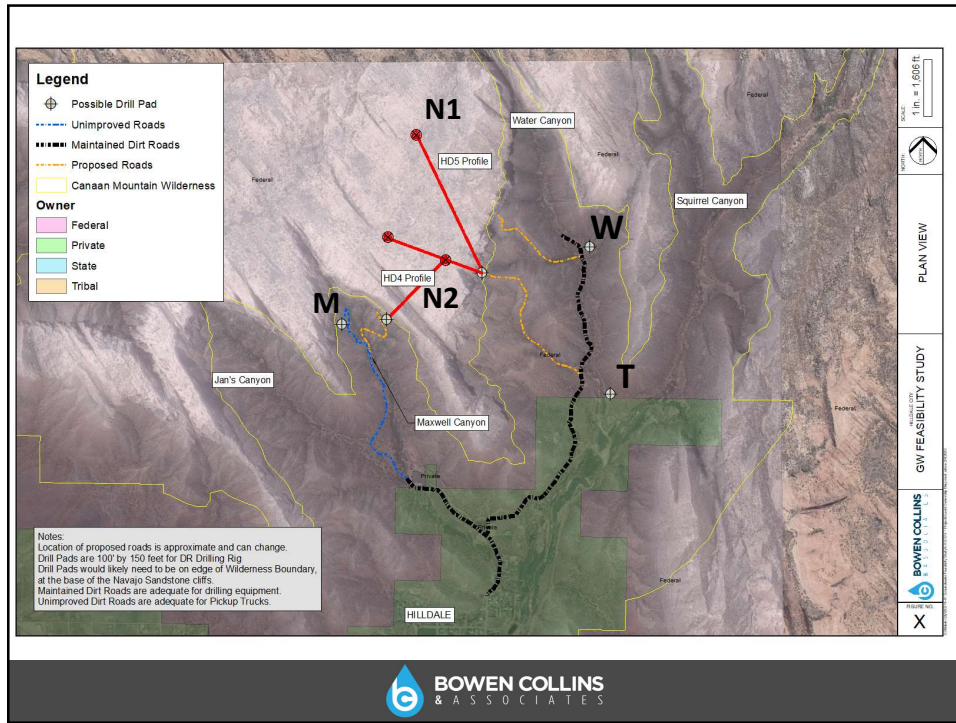 Legend
Possible Drill Pad
Unimproved Roads
Maintained Dirt Roads
Proposed Roads
Canaan Mountain Wilderness
Owner
Federal
Private
State
Tribal
N1
HD5 Profile
Water Canyon
Federal
Federal
Federal
Squirrel Canyon
W
HD4 Profile
N2
M
Federal
T
Jan's Canyon
Maxwell Canyon
Federal
Private
Federal
HILLDALE
Notes:
Location of proposed roads is approximate and can change.
Drill Pads are 100' by 150 feet for DR Drilling Rig
Drill Pads would likely need to be on edge of Wilderness Boundary,
at the base of the Navajo Sandstone cliffs.
Maintained Dirt Roads are adequate for drilling equipment.
Unimproved Dirt Roads are adequate for Pickup Trucks.
SCALE:
1 in. = 1,606 ft.
NORTH:
PLAN VIEW
HILLDALE CITY
GW FEASIBILITY STUDY
BOWEN COLLINS
FIGURE NO.
X
BOWEN COLLINS
& ASSOCIATES